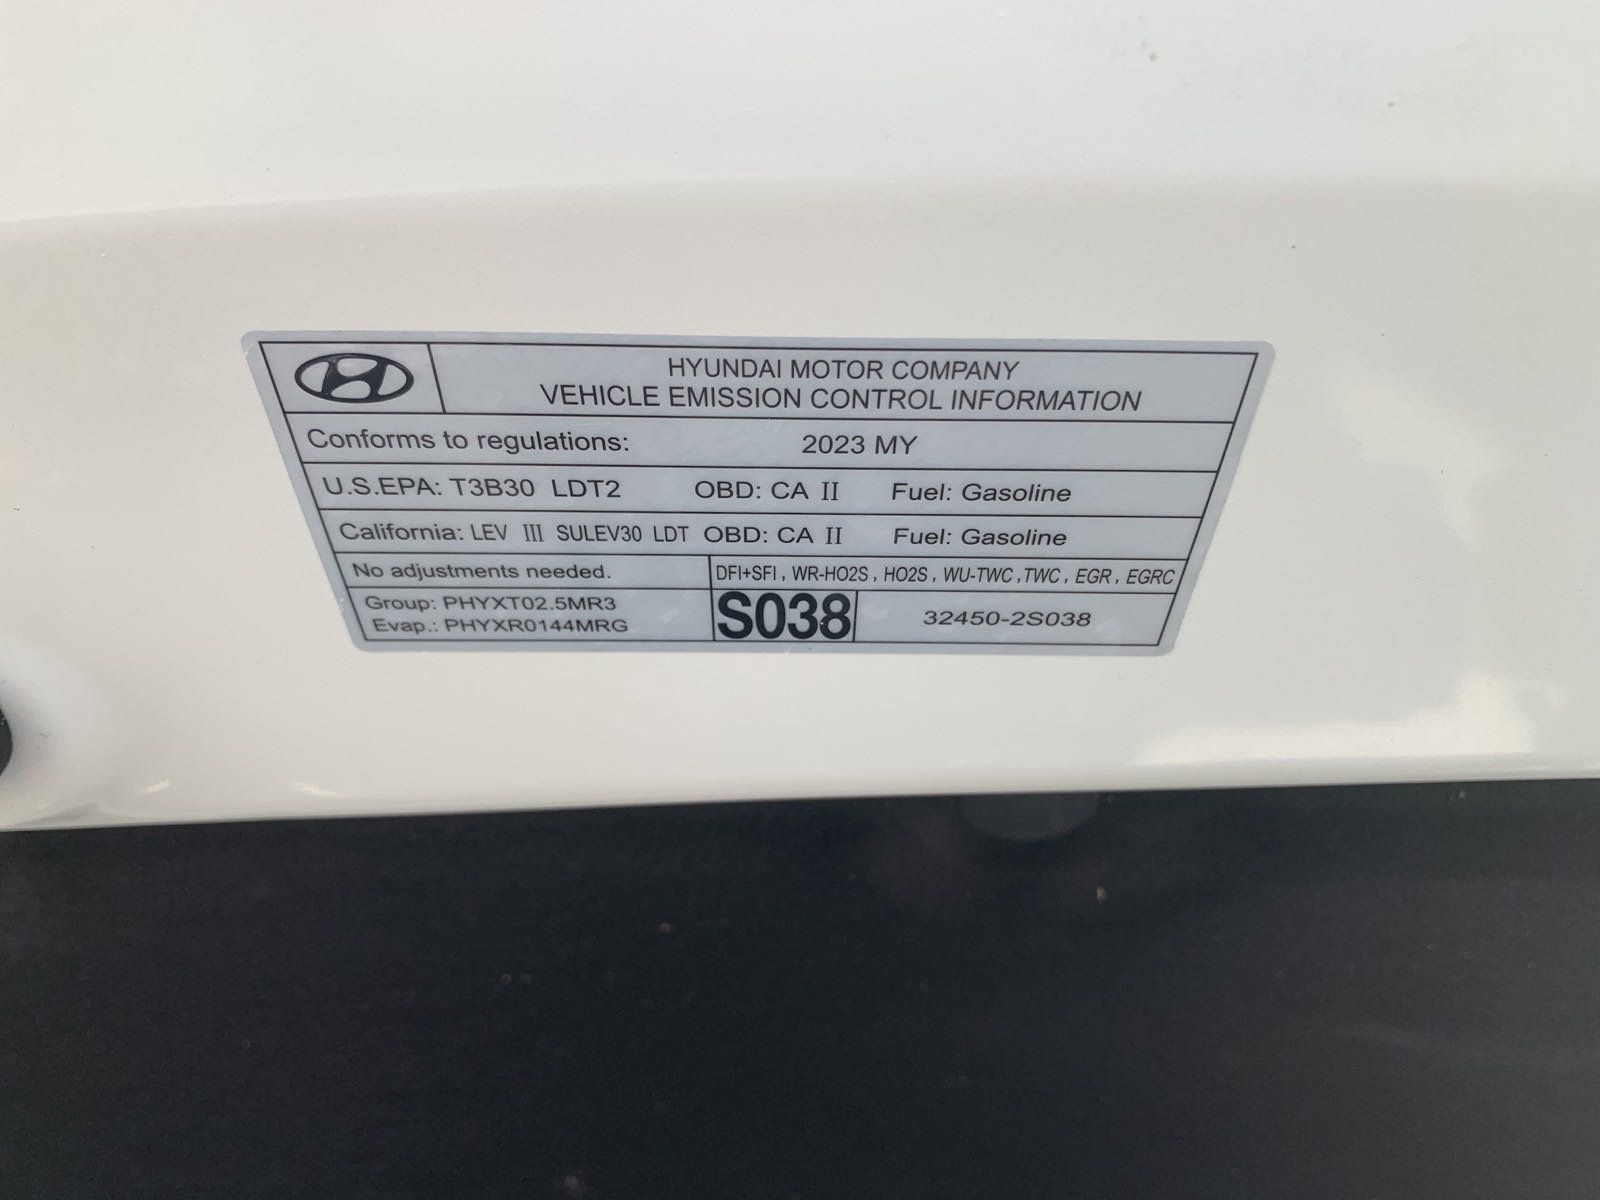 HYUNDAI MOTOR COMPANY
VEHICLE EMISSION CONTROL INFORMATION
Conforms to regulations: 2023 MY
U.S.EPA: T3B30 LDT2 OBD: CA II Fuel: Gasoline
California: LEV III SULEV30 LDT OBD: CA II Fuel: Gasoline
No adjustments needed. DFI+SFI , WR-HO2S , HO2S , WU-TWC ,TWC , EGR , EGRC
Group: PHYXT02.5MR3
Evap.: PHYXR0144MRG
S038 32450-2S038